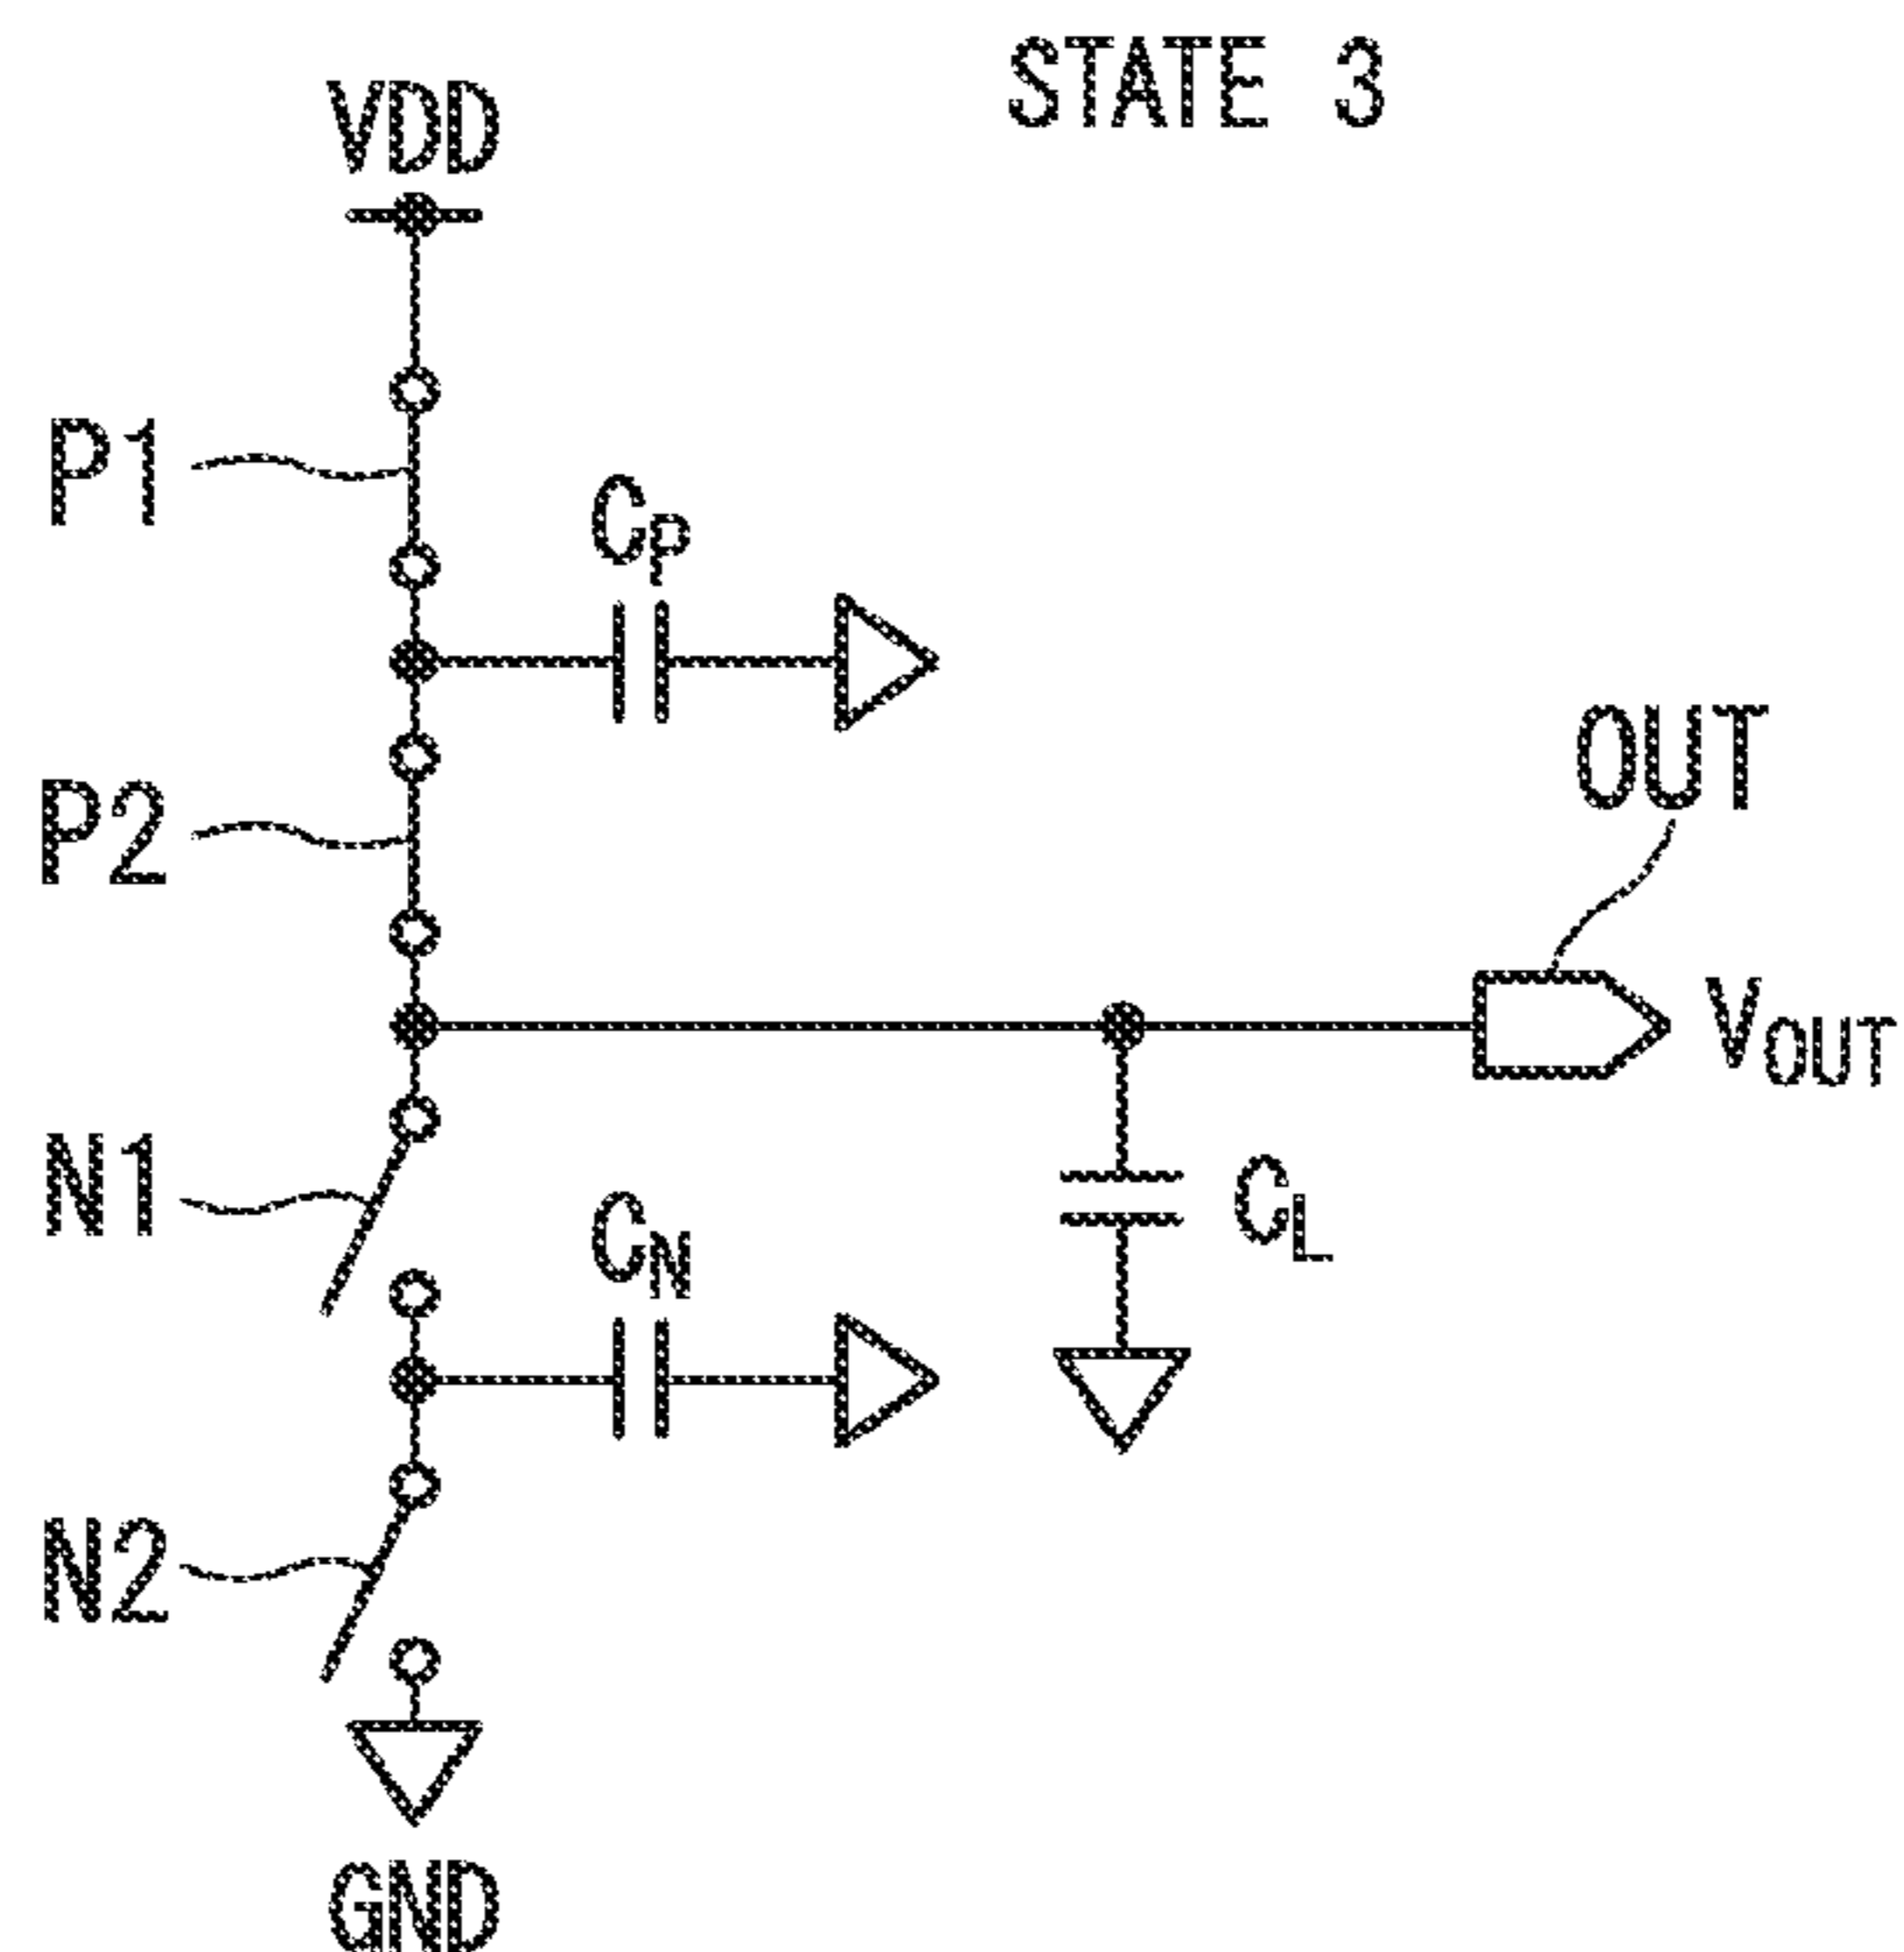 STATE 3
VDD
P1
CP
P2
OUT
VOUT
N1
CN
CL
N2
GND